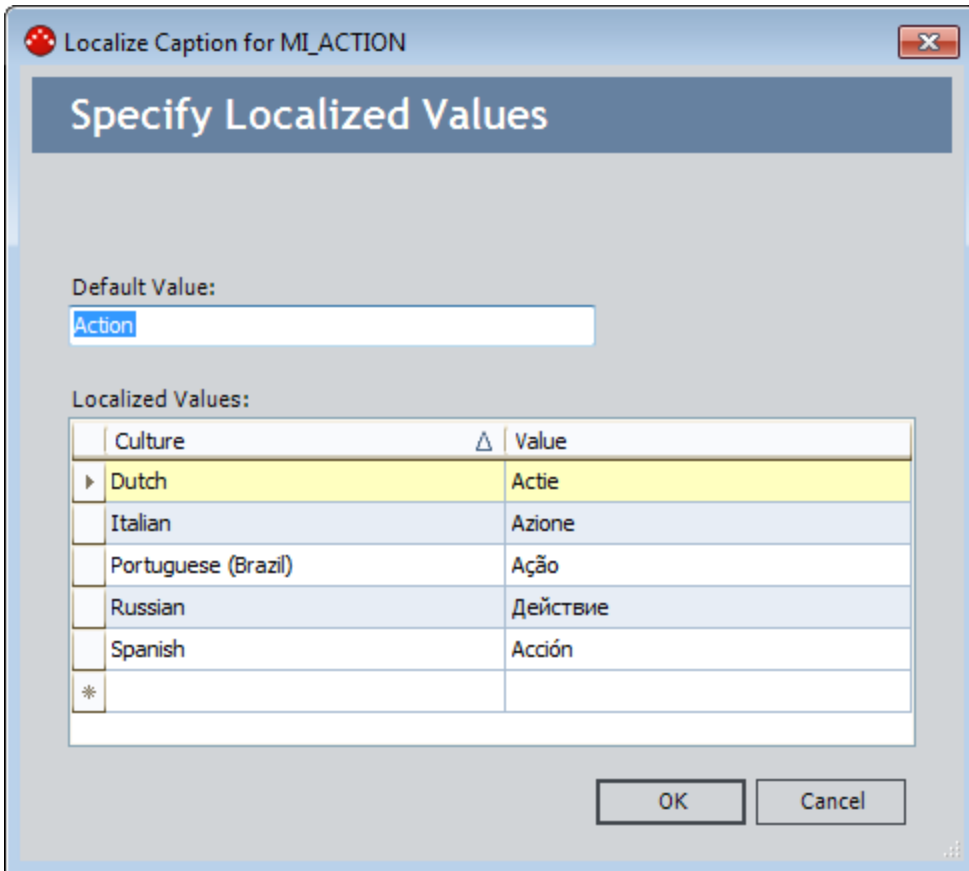 Localize Caption for MI_ACTION
Specify Localized Values
Default Value:
Action
Localized Values:
Culture Value
Dutch Actie
Italian Azione
Portuguese (Brazil) Ação
Russian Действие
Spanish Acción
OK Cancel